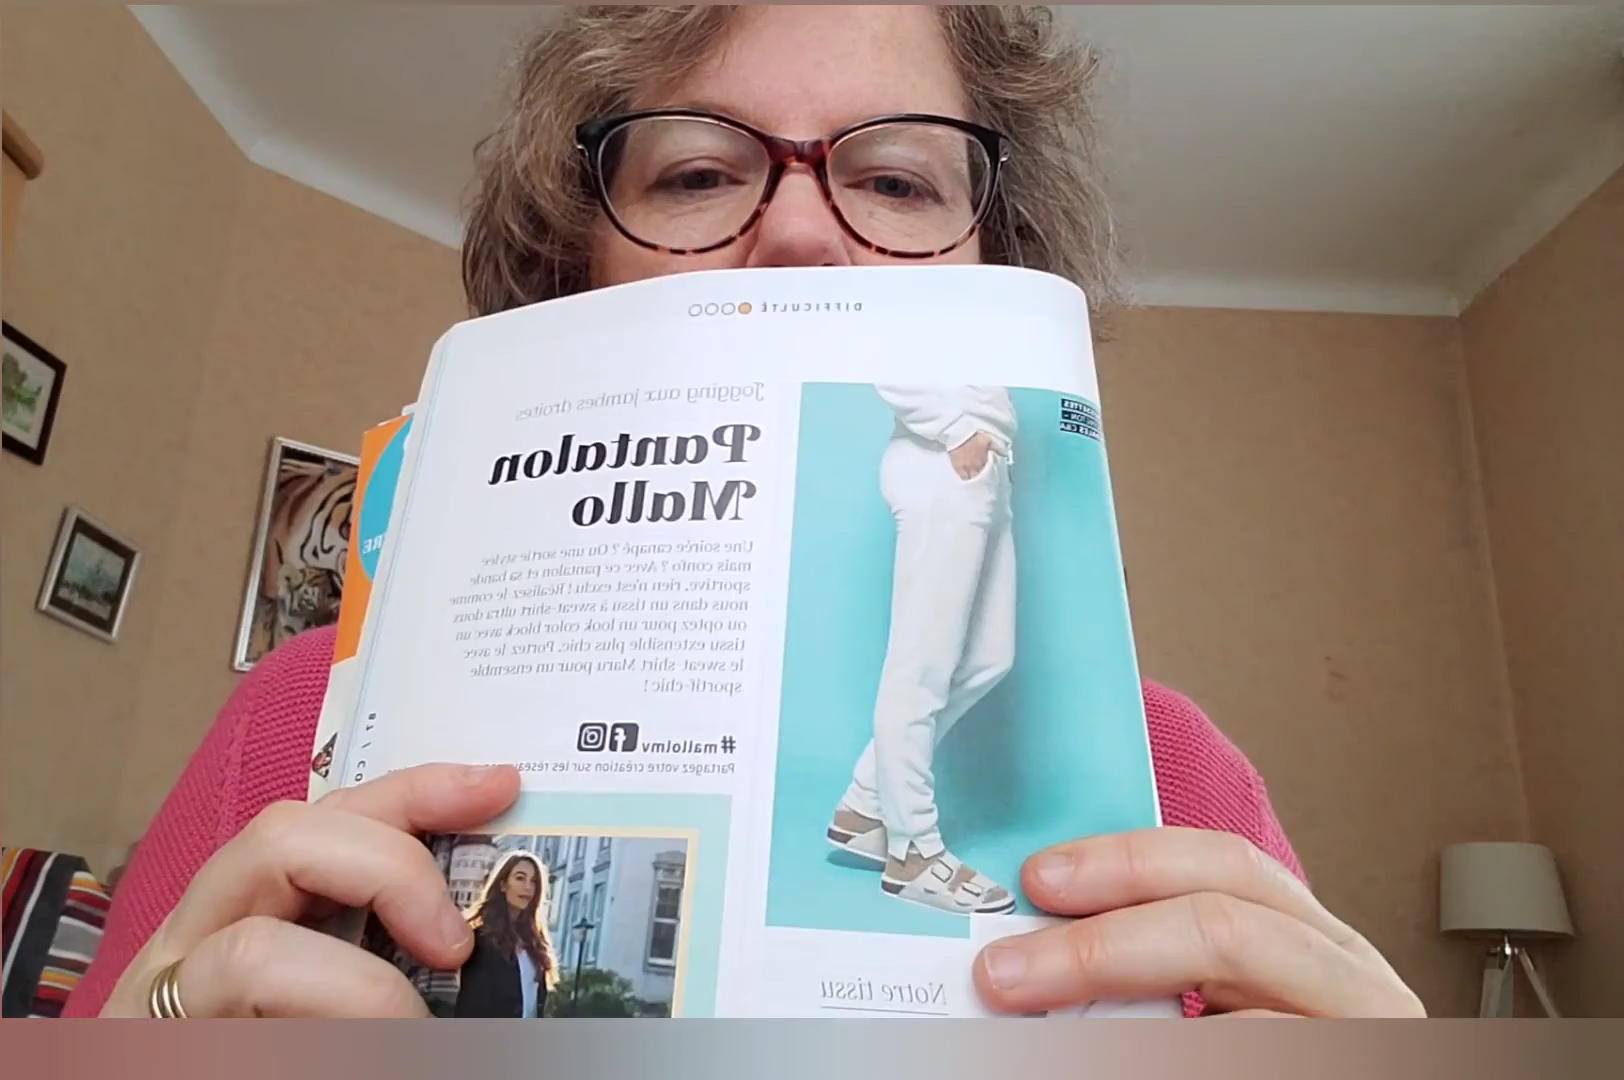 DIFFICULTÉ
Jogging aux jambes droites
Pantalon
Mallo
Une soirée canapé ? Ou une sortie stylée
mais confo ? Avec ce pantalon et sa bande
sportive, rien n'est exclu ! Réalisez-le comme
nous dans un tissu à sweat-shirt ultra doux
ou optez pour un look color block avec un
tissu extensible plus chic. Portez-le avec
le sweat-shirt Maru pour un ensemble
sportif-chic !
#mallolmv
Partagez votre création sur les
Notre tissu